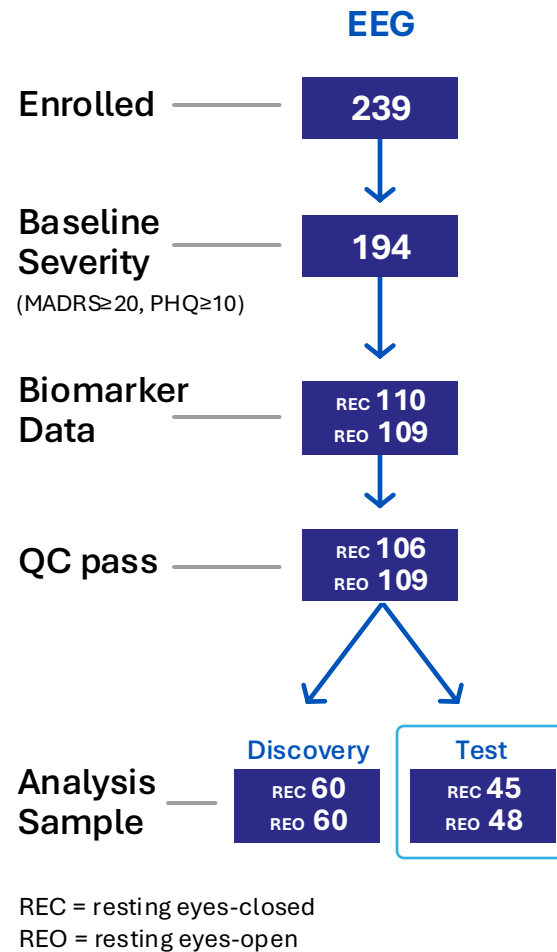 EEG
Enrolled
239
Baseline
Severity
(MADRS≥20, PHQ≥10)
194
Biomarker
Data
REC 110
REO 109
QC pass
REC 106
REO 109
Discovery
Test
Analysis
Sample
REC 60
REO 60
REC 45
REO 48
REC = resting eyes-closed
REO = resting eyes-open